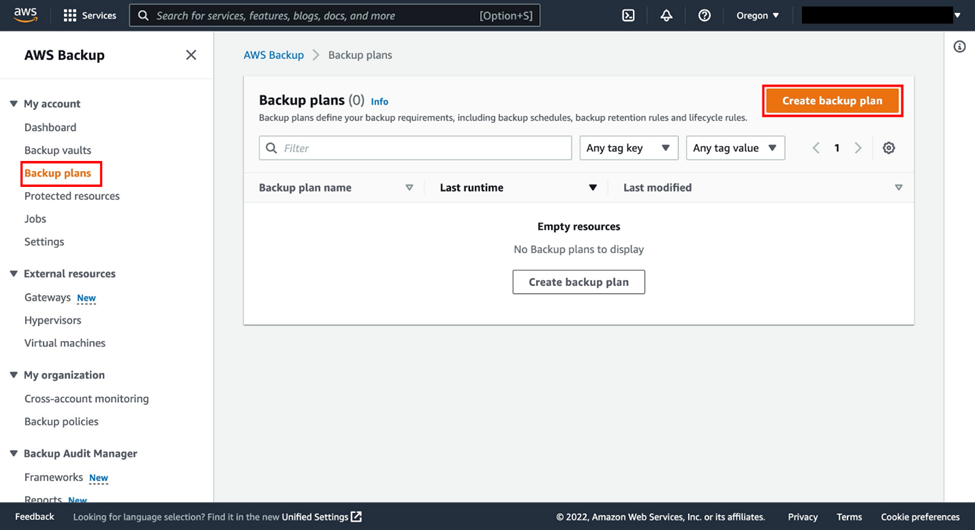 aws
Services
Search for services, features, blogs, docs, and more
[Option+S]
Oregon
AWS Backup
My account
Dashboard
Backup vaults
Backup plans
Protected resources
Jobs
Settings
External resources
Gateways New
Hypervisors
Virtual machines
My organization
Cross-account monitoring
Backup policies
Backup Audit Manager
Frameworks New
Reports New
AWS Backup > Backup plans
Backup plans (0) Info
Create backup plan
Backup plans define your backup requirements, including backup schedules, backup retention rules and lifecycle rules.
Filter
Any tag key
Any tag value
1
Backup plan name
Last runtime
Last modified
Empty resources
No Backup plans to display
Create backup plan
Feedback
Looking for language selection? Find it in the new Unified Settings
© 2022, Amazon Web Services, Inc. or its affiliates.
Privacy
Terms
Cookie preferences